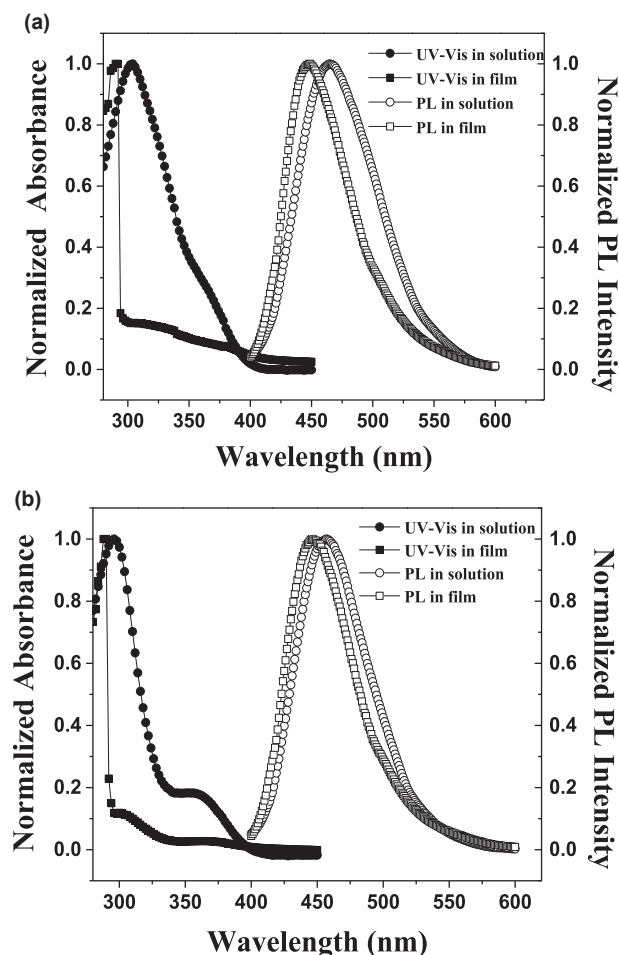 (a)
UV-Vis in solution
UV-Vis in film
PL in solution
PL in film
1.0
0.8
0.6
0.4
0.2
0.0
Normalized Absorbance
1.0
0.8
0.6
0.4
0.2
0.0
Normalized PL Intensity
300 350 400 450 500 550 600
Wavelength (nm)
(b)
UV-Vis in solution
UV-Vis in film
PL in solution
PL in film
1.0
0.8
0.6
0.4
0.2
0.0
Normalized Absorbance
1.0
0.8
0.6
0.4
0.2
0.0
Normalized PL Intensity
300 350 400 450 500 550 600
Wavelength (nm)